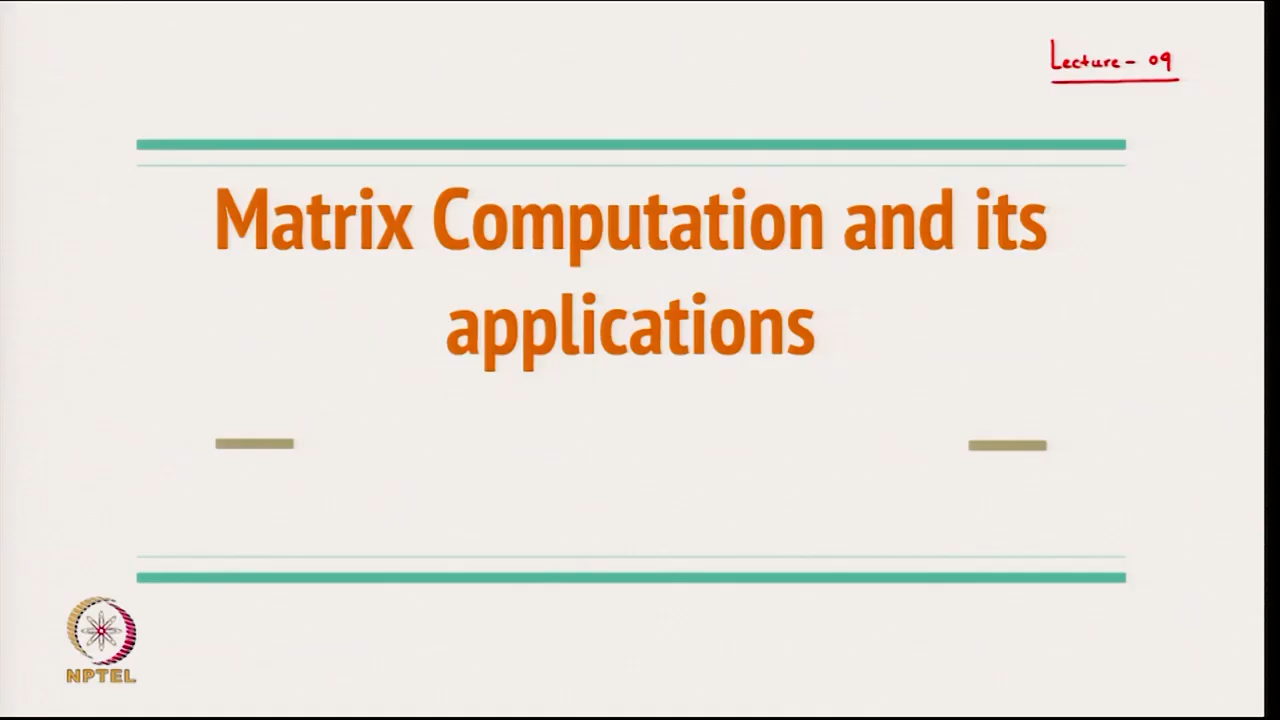 Lecture - 09
Matrix Computation and its
applications
NPTEL